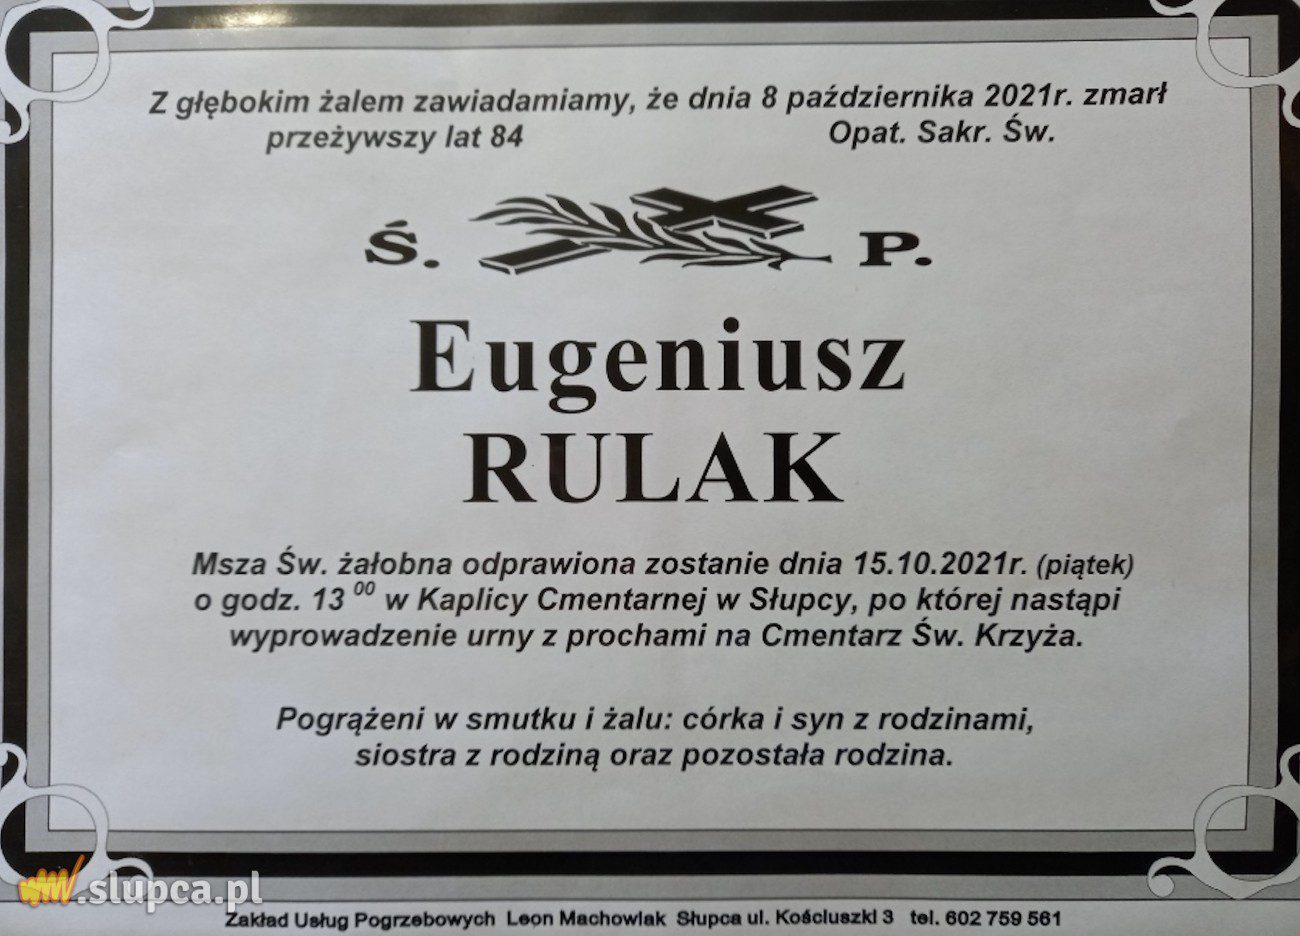 Z głębokim żalem zawiadamiamy, że dnia 8 października 2021r. zmarł
przeżywszy lat 84 Opat. Sakr. Św.
Ś. P.
Eugeniusz
RULAK
Msza Św. żałobna odprawiona zostanie dnia 15.10.2021r. (piątek)
o godz. 13 00 w Kaplicy Cmentarnej w Słupcy, po której nastąpi
wyprowadzenie urny z prochami na Cmentarz Św. Krzyża.
Pogrążeni w smutku i żalu: córka i syn z rodzinami,
siostra z rodziną oraz pozostała rodzina.
.slupca.pl
Zakład Usług Pogrzebowych Leon Machowiak Słupca ul. Kościuszki 3 tel. 602 759 561